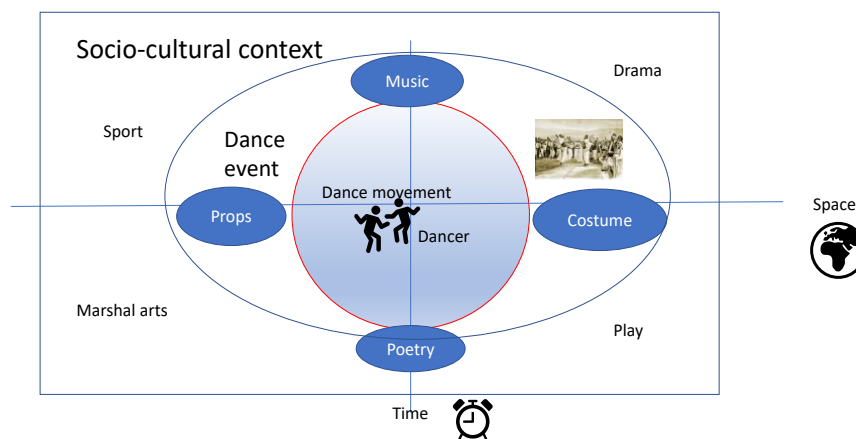 Socio-cultural context
Drama
Music
Sport
Dance
event
Dance movement
Props
Costume
Space
Dancer
Marshal arts
Play
Poetry
Time